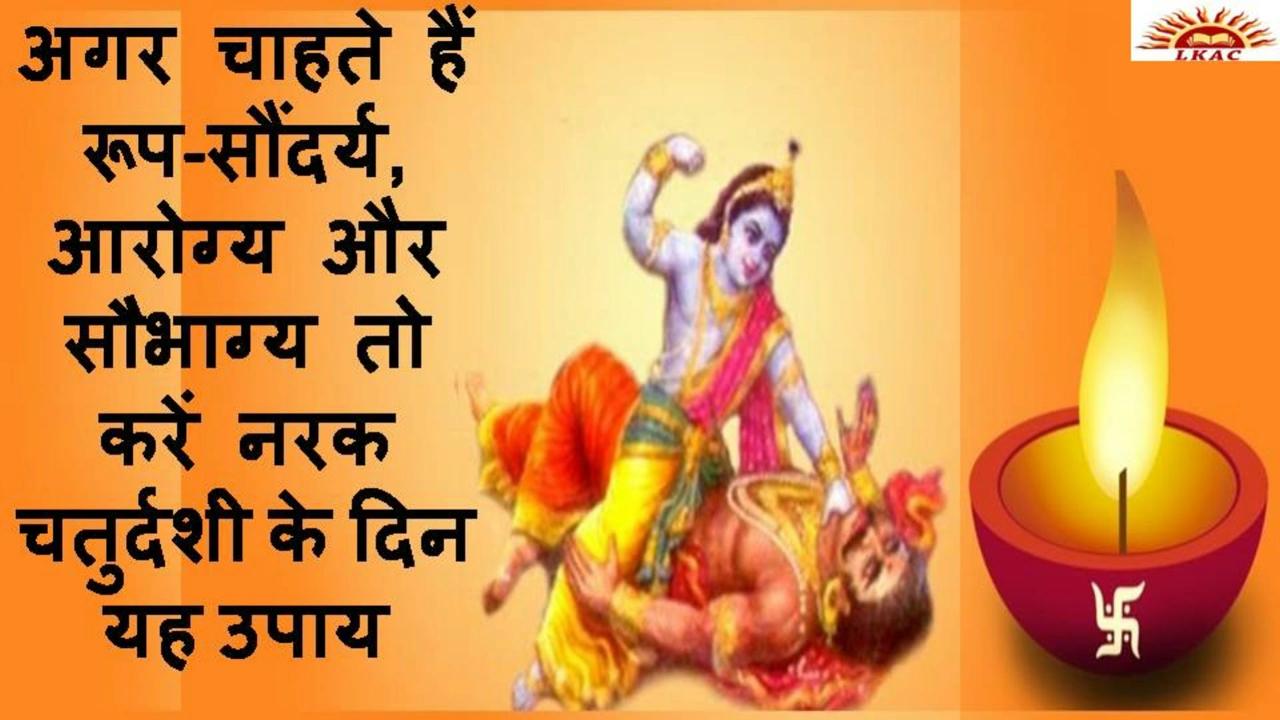 अगर चाहते हैं
रूप-सौंदर्य,
आरोग्य और
सौभाग्य तो
करें नरक
चतुर्दशी के दिन
यह उपाय
LKAC